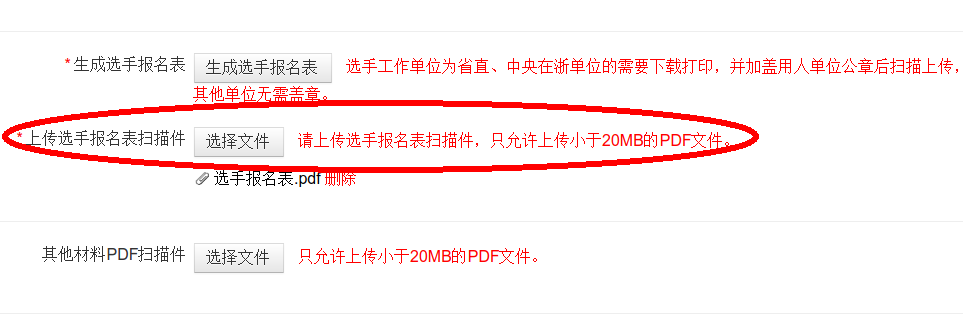 *生成选手报名表 生成选手报名表 选手工作单位为省直、中央在浙单位的需要下载打印，并加盖用人单位公章后扫描上传，
其他单位无需盖章。
*上传选手报名表扫描件 选择文件 请上传选手报名表扫描件，只允许上传小于20MB的PDF文件。
选手报名表.pdf 删除
其他材料PDF扫描件 选择文件 只允许上传小于20MB的PDF文件。